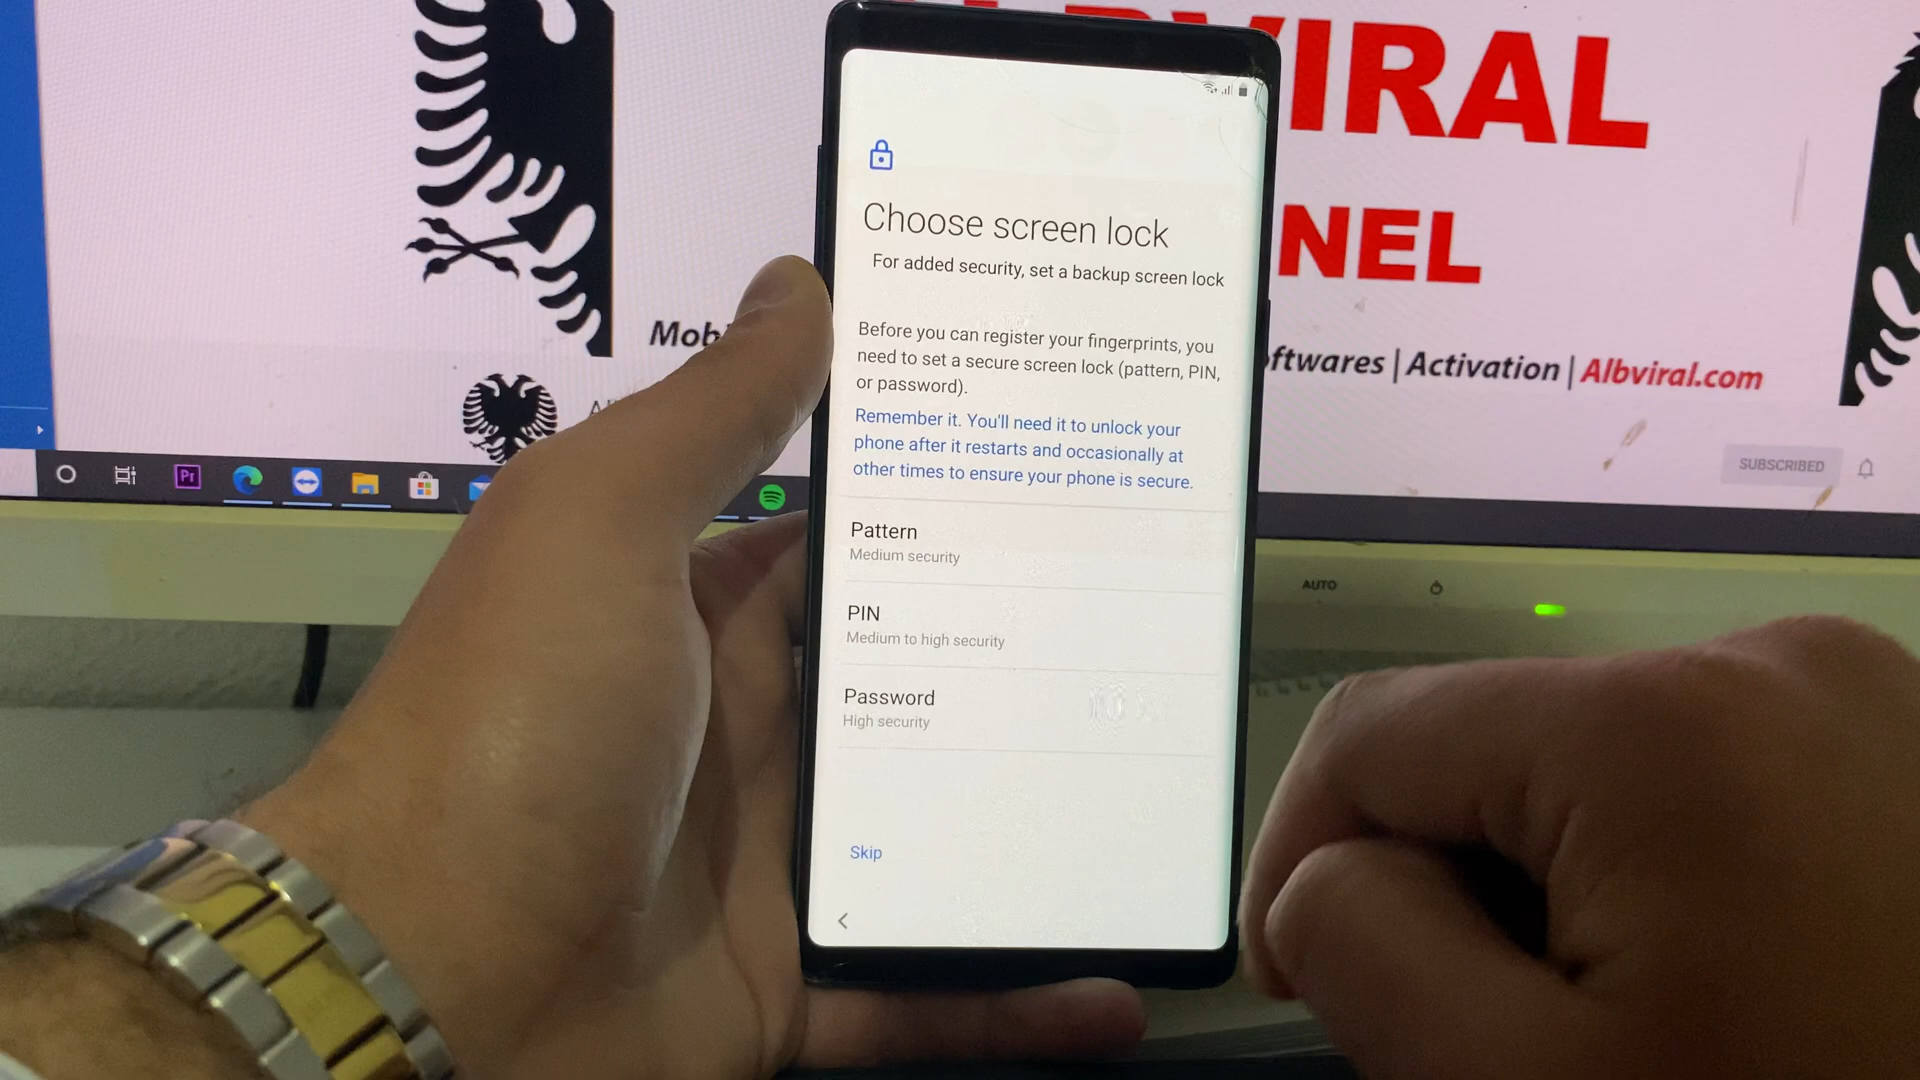 VIRAL
NEL
ftwares | Activation | Albviral.com
SUBSCRIBED
Pr
Choose screen lock
For added security, set a backup screen lock
Before you can register your fingerprints, you
need to set a secure screen lock (pattern, PIN,
or password).
Remember it. You'll need it to unlock your
phone after it restarts and occasionally at
other times to ensure your phone is secure.
Pattern
Medium security
PIN
Medium to high security
Password
High security
Skip
AUTO